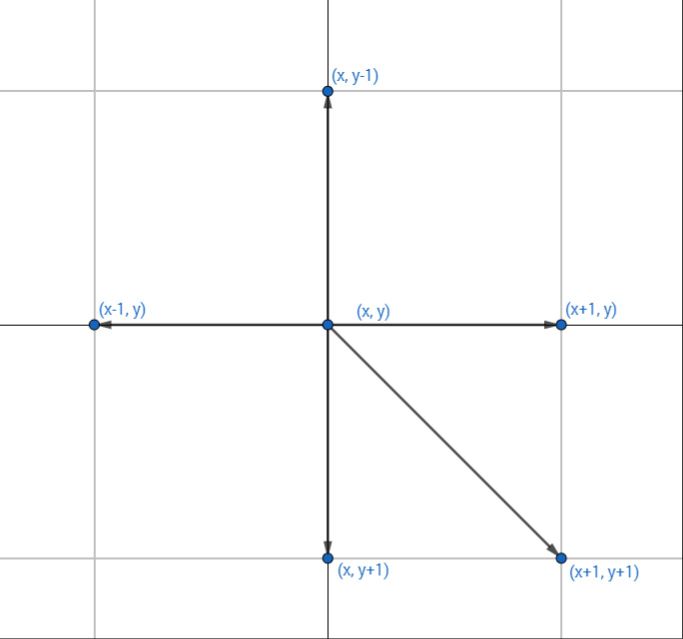 (x, y-1)
(x-1, y)
(x, y)
(x+1, y)
(x, y+1)
(x+1, y+1)